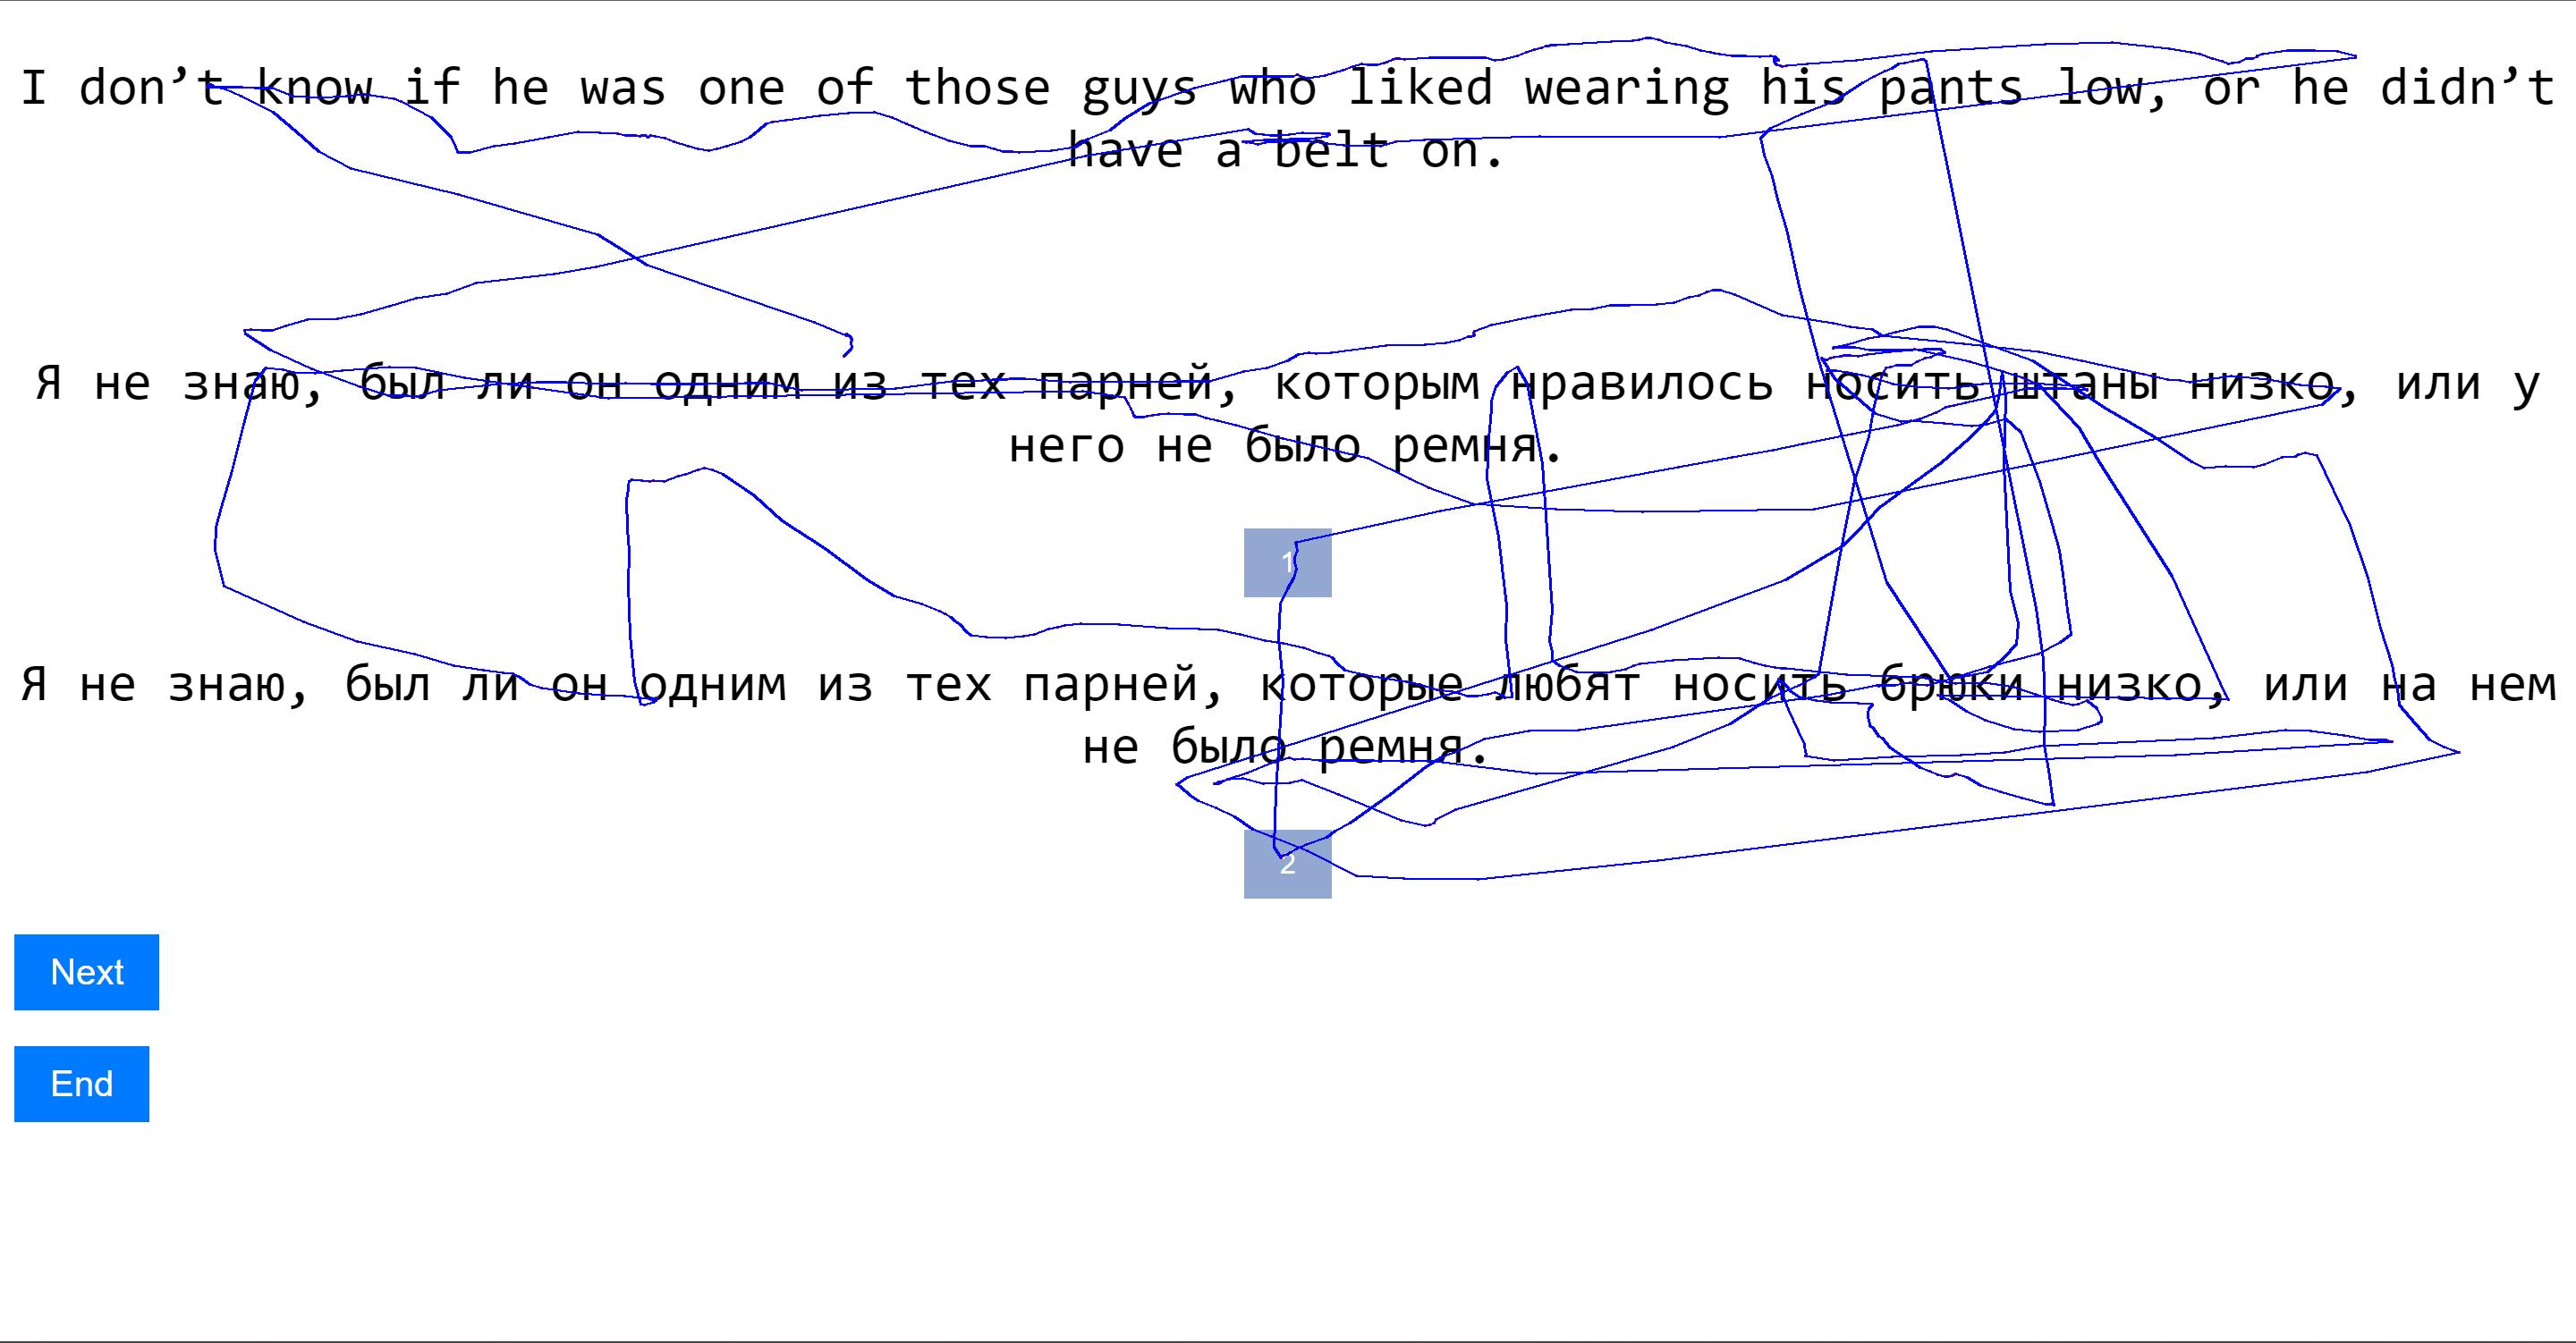 I don’t know if he was one of those guys who liked wearing his pants low, or he didn’t
have a belt on.
Я не знаю, был ли он одним из тех парней, которым нравилось носить штаны низко, или у
него не было ремня.
1
Я не знаю, был ли он одним из тех парней, которые любят носить брюки низко, или на нем
не было ремня.
2
Next
End